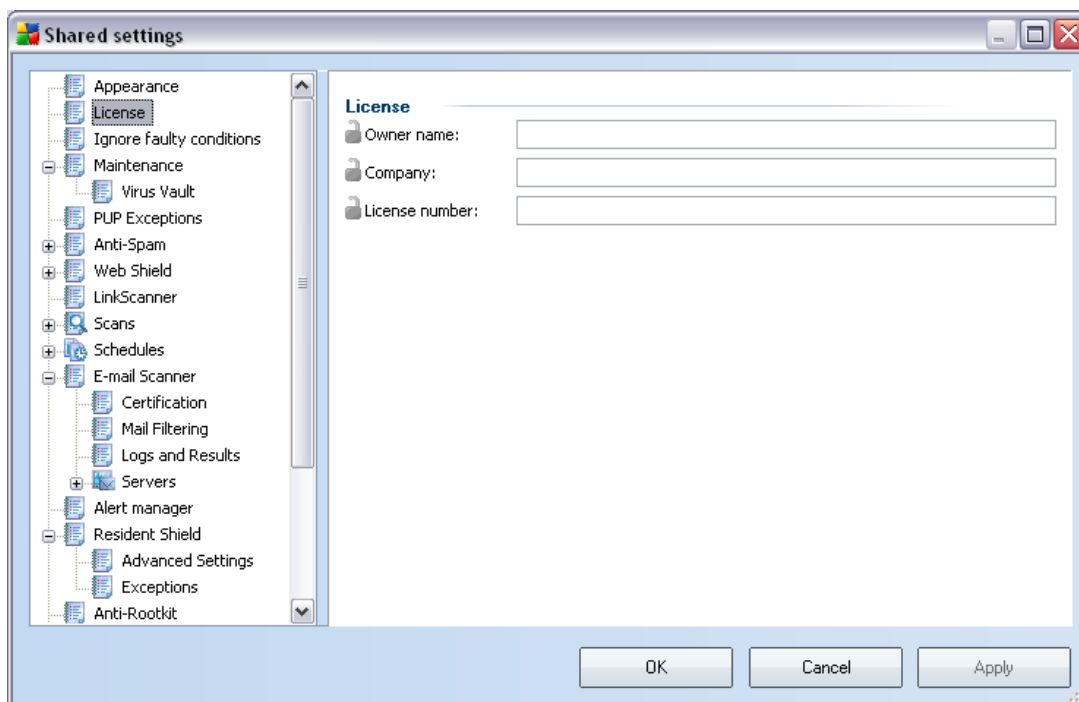 Shared settings
Appearance
License
Ignore faulty conditions
Maintenance
Virus Vault
PUP Exceptions
Anti-Spam
Web Shield
LinkScanner
Scans
Schedules
E-mail Scanner
Certification
Mail Filtering
Logs and Results
Servers
Alert manager
Resident Shield
Advanced Settings
Exceptions
Anti-Rootkit
License
Owner name:
Company:
License number:
OK
Cancel
Apply